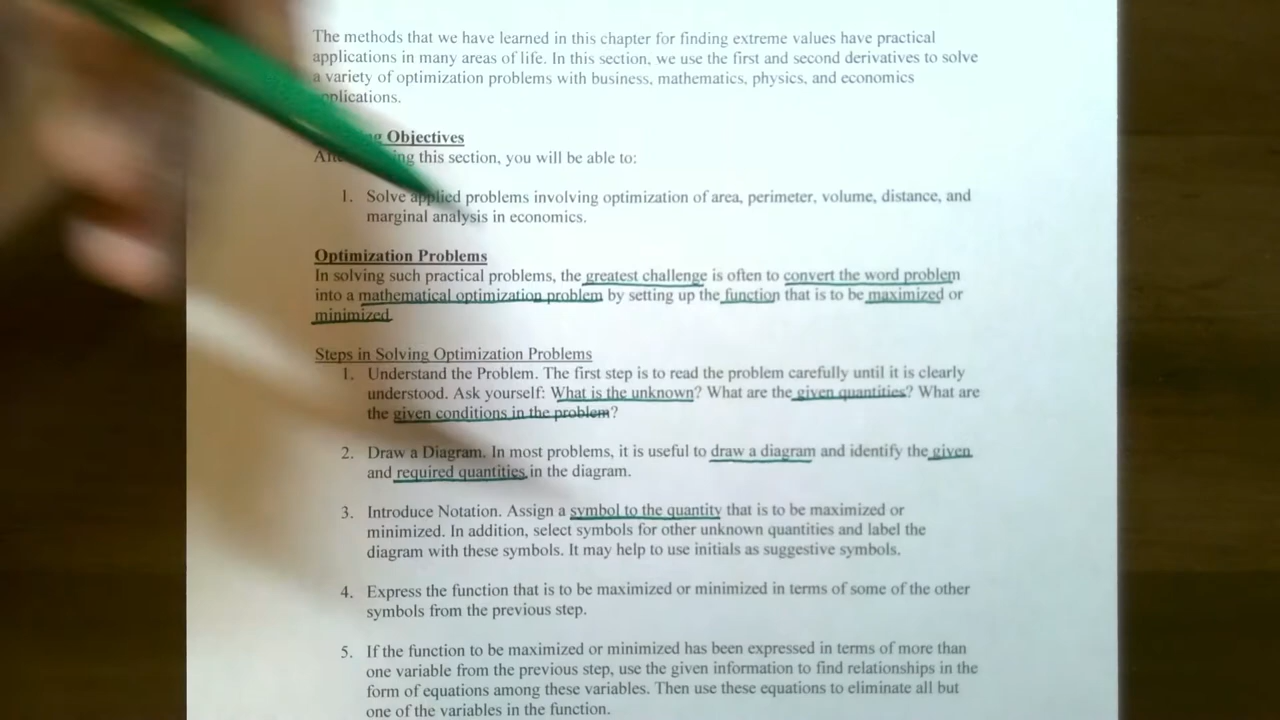 The methods that we have learned in this chapter for finding extreme values have practical
applications in many areas of life. In this section, we use the first and second derivatives to solve
a variety of optimization problems with business, mathematics, physics, and economics
applications.
Objectives
this section, you will be able to:
1. Solve applied problems involving optimization of area, perimeter, volume, distance, and
marginal analysis in economics.
Optimization Problems
In solving such practical problems, the greatest challenge is often to convert the word problem
into a mathematical optimization problem by setting up the function that is to be maximized or
minimized.
Steps in Solving Optimization Problems
1. Understand the Problem. The first step is to read the problem carefully until it is clearly
understood. Ask yourself: What is the unknown? What are the given quantities? What are
the given conditions in the problem?
2. Draw a Diagram. In most problems, it is useful to draw a diagram and identify the given
and required quantities in the diagram.
3. Introduce Notation. Assign a symbol to the quantity that is to be maximized or
minimized. In addition, select symbols for other unknown quantities and label the
diagram with these symbols. It may help to use initials as suggestive symbols.
4. Express the function that is to be maximized or minimized in terms of some of the other
symbols from the previous step.
5. If the function to be maximized or minimized has been expressed in terms of more than
one variable from the previous step, use the given information to find relationships in the
form of equations among these variables. Then use these equations to eliminate all but
one of the variables in the function.